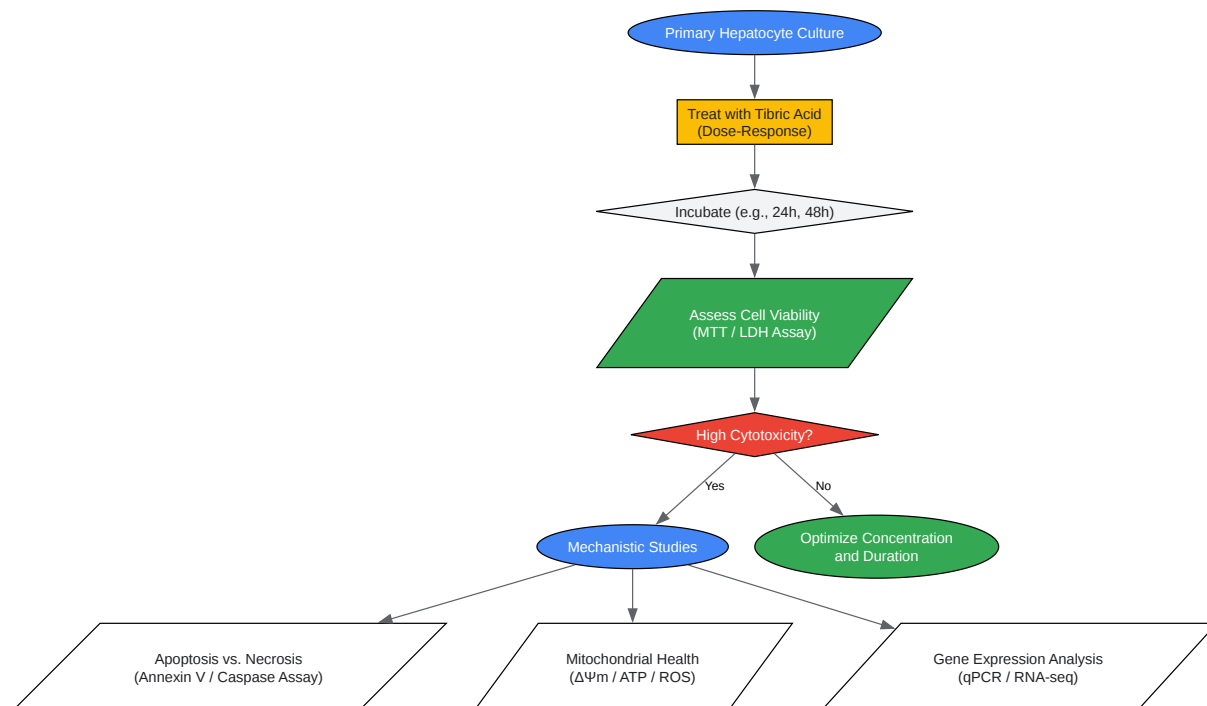 Primary Hepatocyte Culture
Treat with Tibric Acid
(Dose-Response)
Incubate (e.g., 24h, 48h)
Assess Cell Viability
(MTT / LDH Assay)
High Cytotoxicity?
Yes
No
Mechanistic Studies
Optimize Concentration
and Duration
Apoptosis vs. Necrosis
(Annexin V / Caspase Assay)
Mitochondrial Health
(ΔΨm / ATP / ROS)
Gene Expression Analysis
(qPCR / RNA-seq)